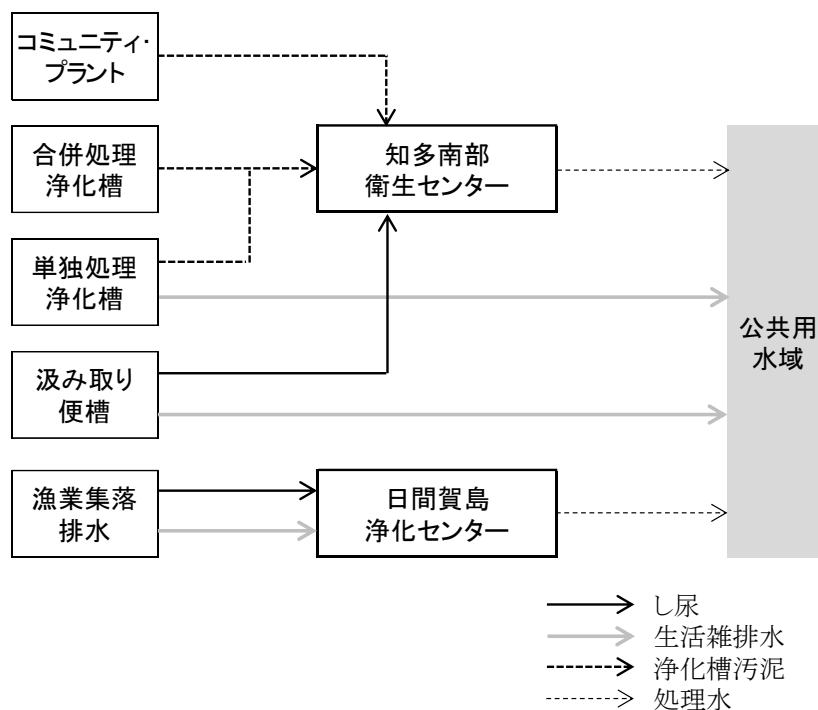 コミュニティ・
プラント
合併処理
浄化槽
知多南部
衛生センター
単独処理
浄化槽
公共用
水域
汲み取り
便槽
漁業集落
排水
日間賀島
浄化センター
し尿
生活雑排水
浄化槽汚泥
処理水